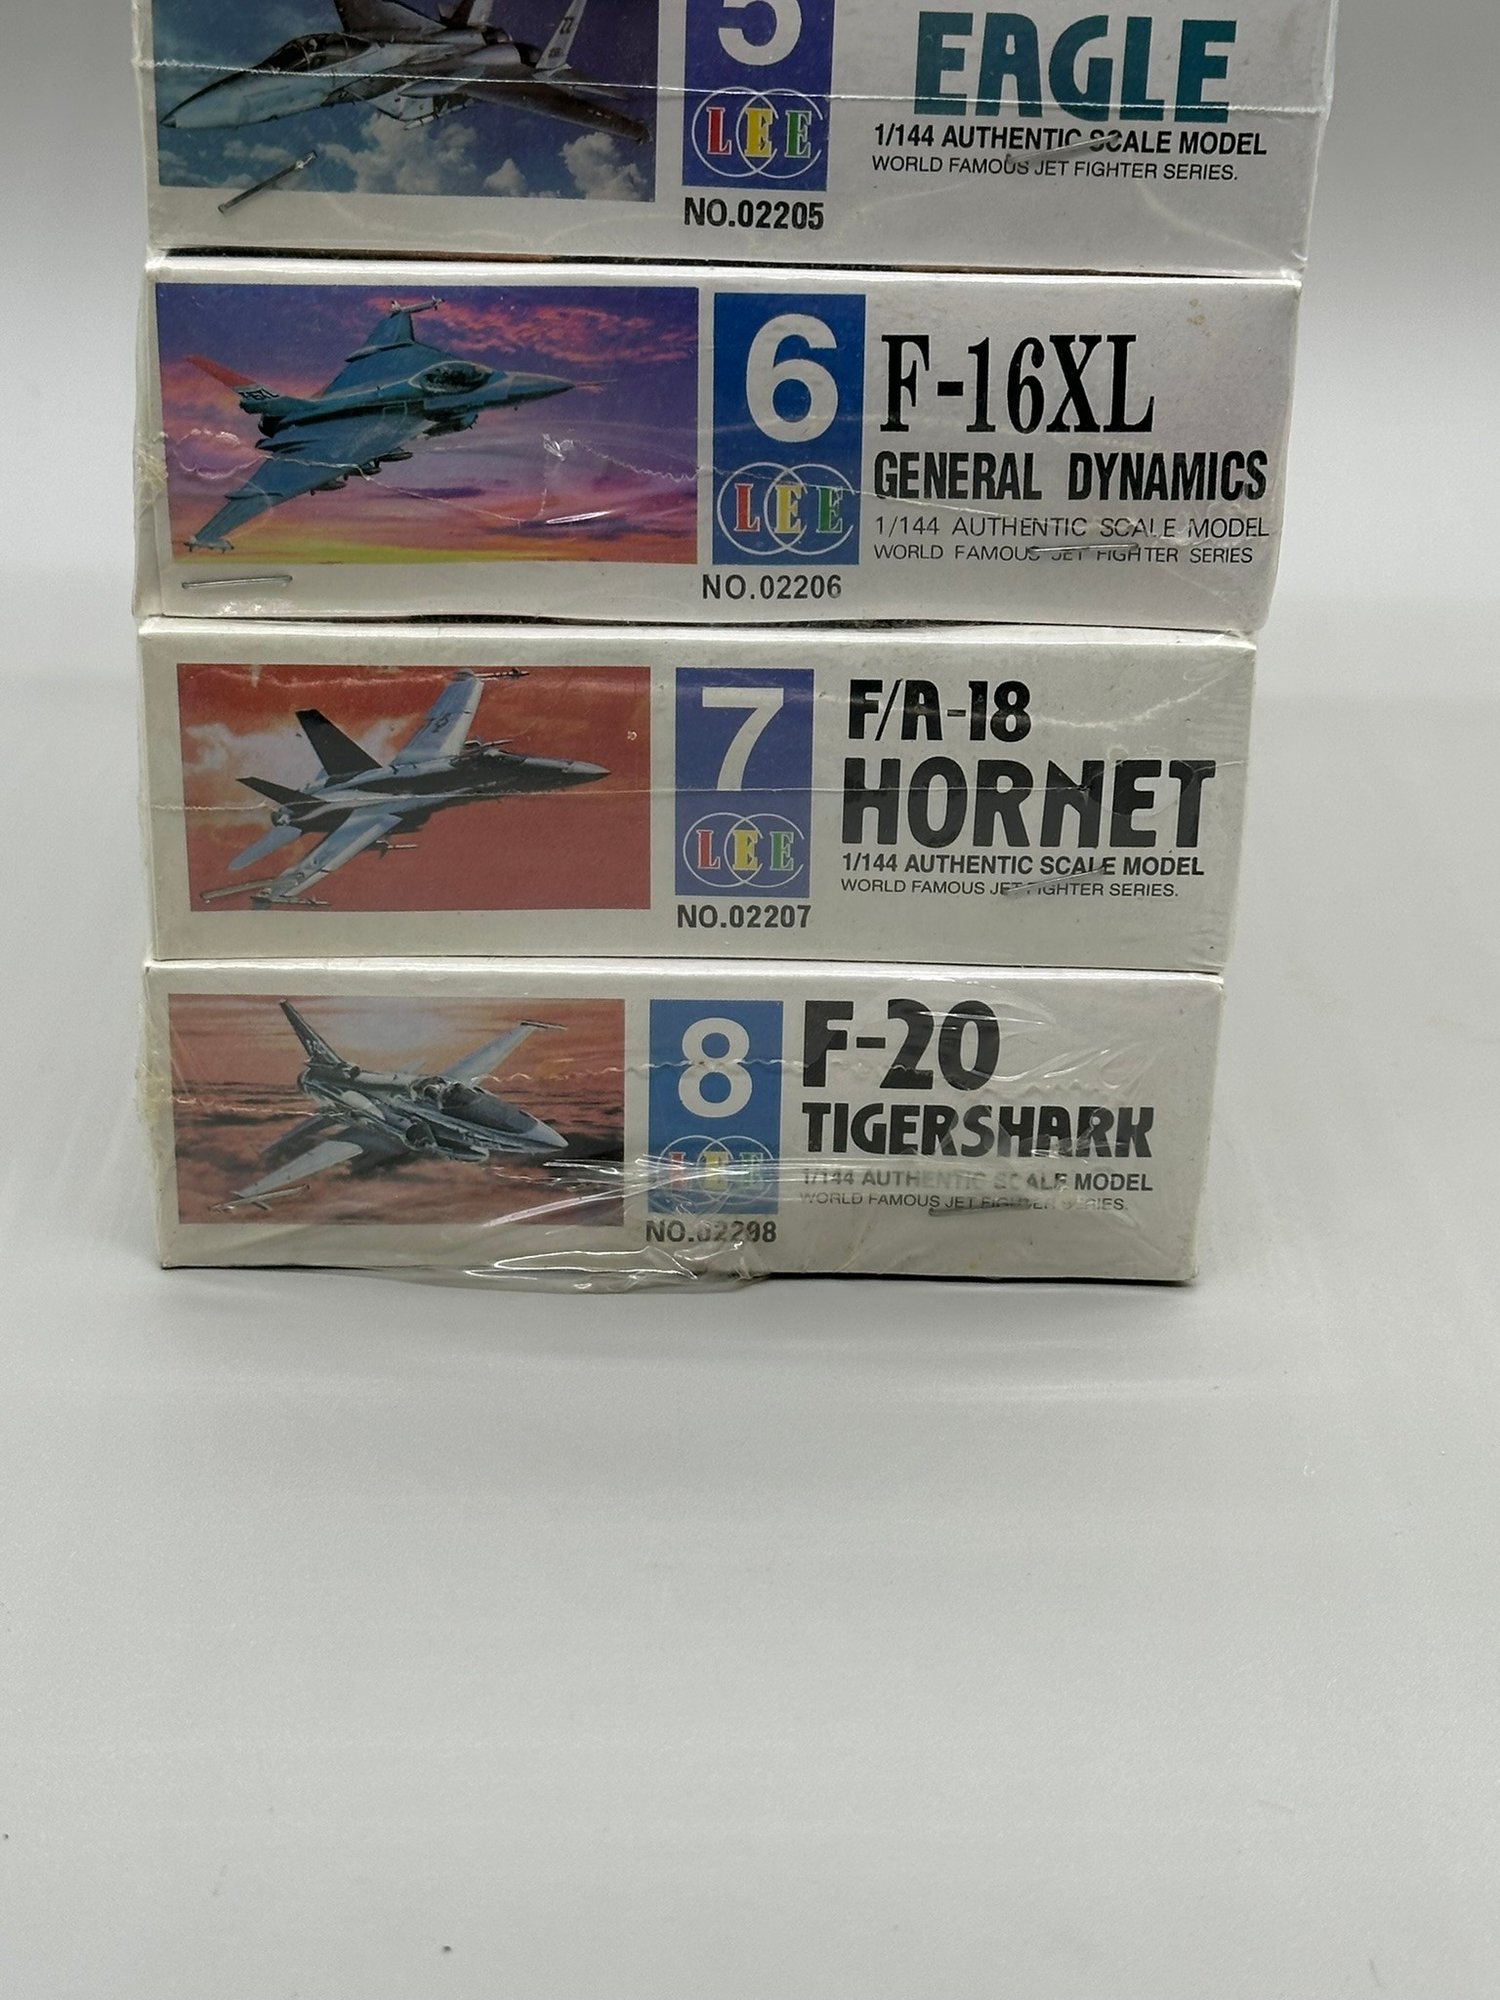 5
LEE
NO.02205
EAGLE
1/144 AUTHENTIC SCALE MODEL
WORLD FAMOUS JET FIGHTER SERIES.
6
LEE
NO.02206
F-16XL
GENERAL DYNAMICS
1/144 AUTHENTIC SCALE MODEL
WORLD FAMOUS JET FIGHTER SERIES
7
LEE
NO.02207
F/A-18
HORNET
1/144 AUTHENTIC SCALE MODEL
WORLD FAMOUS JET FIGHTER SERIES.
8
LEE
NO.02208
F-20
TIGERSHARK
1/144 AUTHENTIC SCALE MODEL
WORLD FAMOUS JET FIGHTER SERIES.